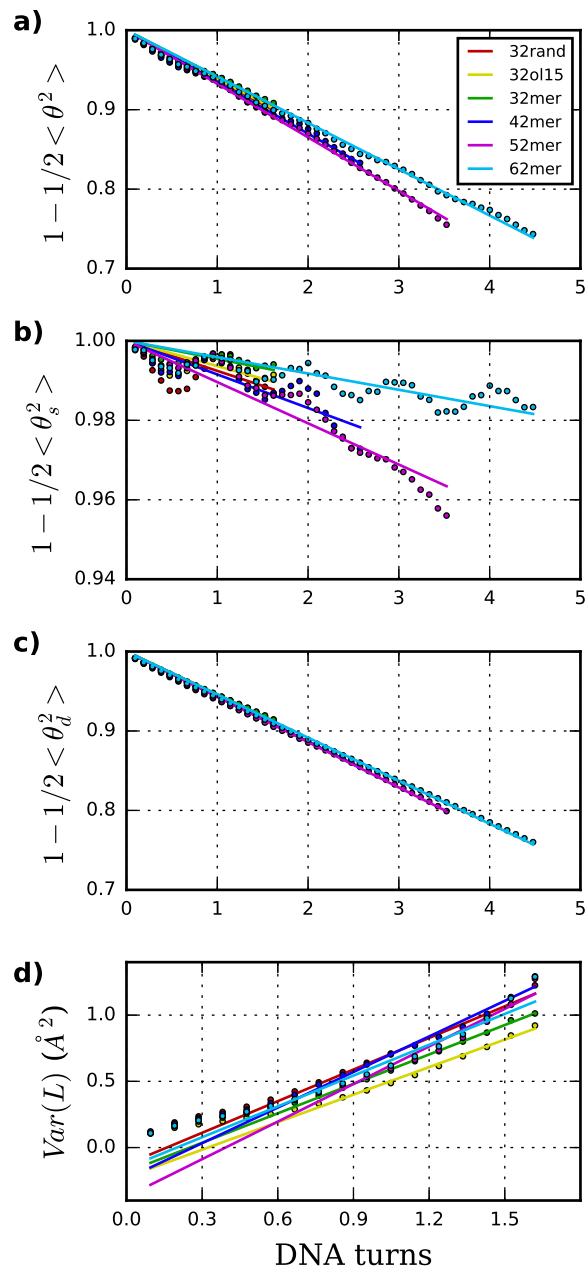 a)
1 − 1/2 < θ² >
1.0
0.9
0.8
0.7
0 1 2 3 4 5
32rand
32ol15
32mer
42mer
52mer
62mer
b)
1 − 1/2 < θₛ² >
1.00
0.98
0.96
0.94
0 1 2 3 4 5
c)
1 − 1/2 < θ_d² >
1.0
0.9
0.8
0.7
0 1 2 3 4 5
d)
Var(L) (Å²)
1.0
0.5
0.0
0.0 0.3 0.6 0.9 1.2 1.5
DNA turns